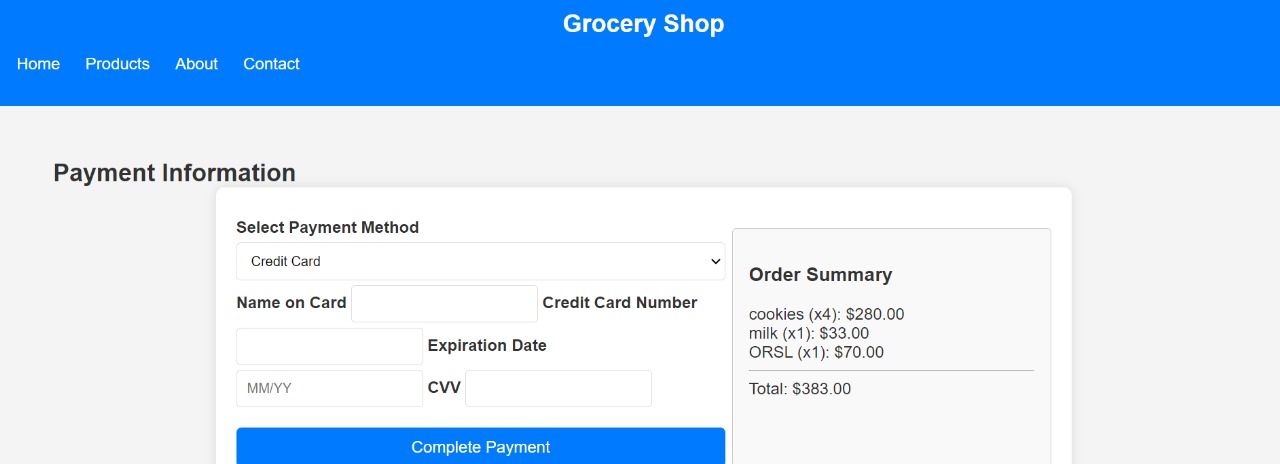 Grocery Shop
Home Products About Contact
Payment Information
Select Payment Method
Credit Card
Name on Card Credit Card Number
Expiration Date
MM/YY CVV
Complete Payment
Order Summary
cookies (x4): $280.00
milk (x1): $33.00
ORSL (x1): $70.00
Total: $383.00